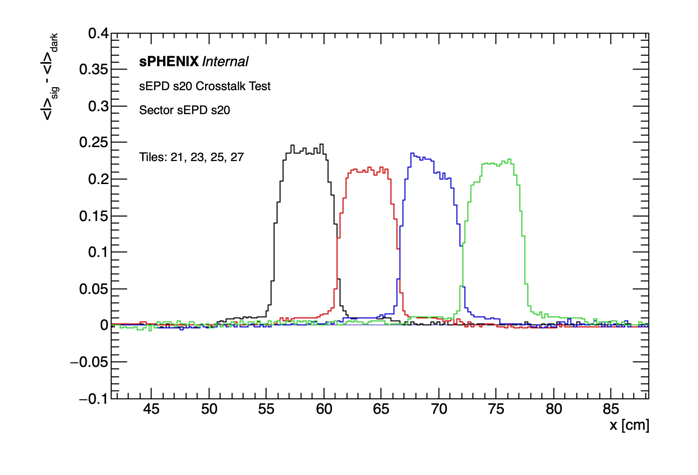 0.4
0.35
0.3
0.25
0.2
0.15
0.1
0.05
0
−0.05
−0.1
<I>sig - <I>dark
sPHENIX Internal
sEPD s20 Crosstalk Test
Sector sEPD s20
Tiles: 21, 23, 25, 27
45 50 55 60 65 70 75 80 85
x [cm]